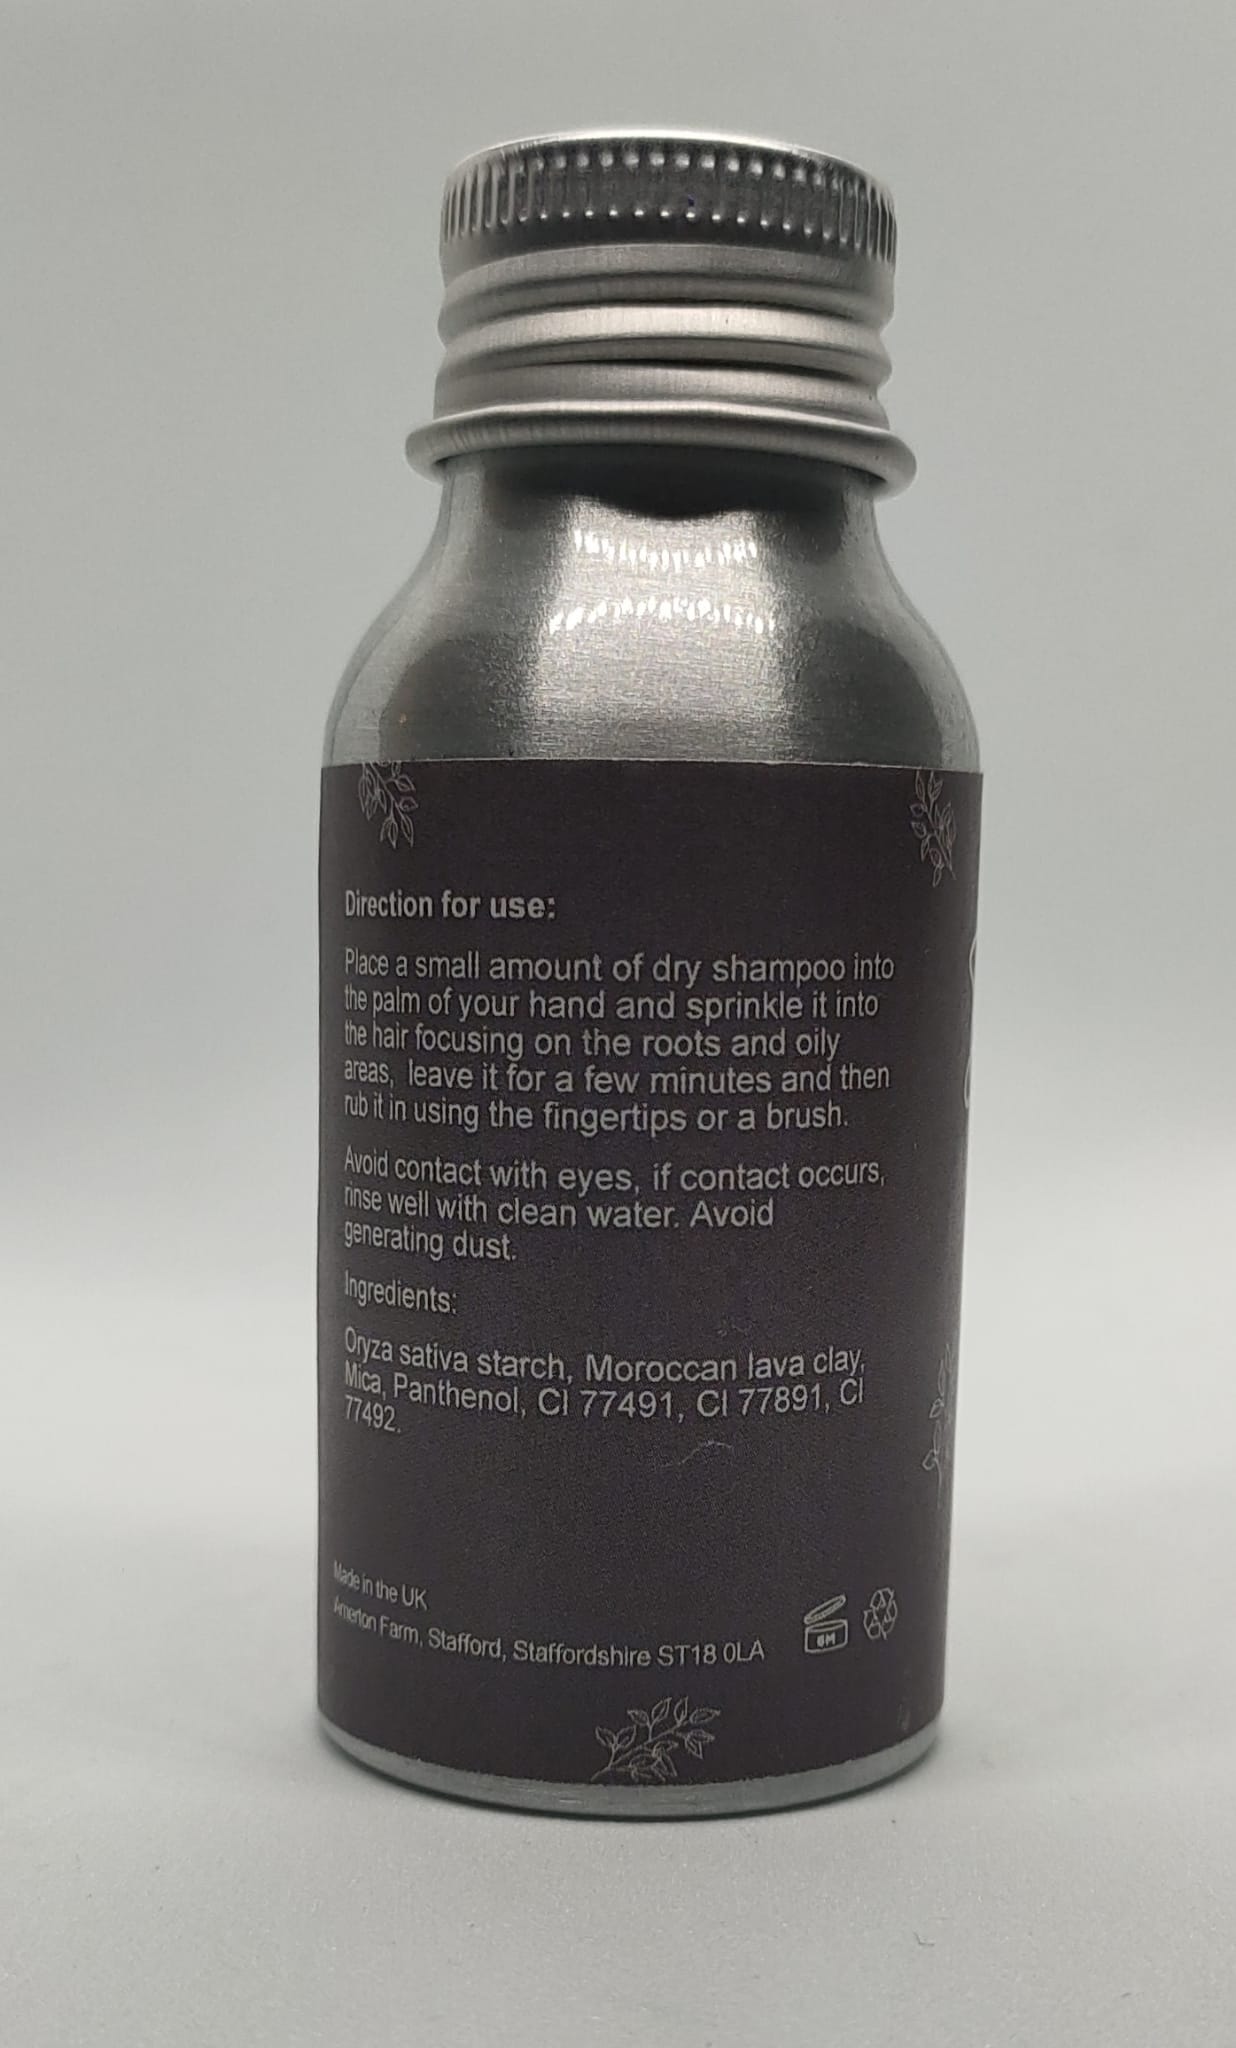 Direction for use:
Place a small amount of dry shampoo into
the palm of your hand and sprinkle it into
the hair focusing on the roots and oily
areas, leave it for a few minutes and then
rub it in using the fingertips or a brush.
Avoid contact with eyes, if contact occurs,
rinse well with clean water. Avoid
generating dust.
Ingredients:
Oryza sativa starch, Moroccan lava clay,
Mica, Panthenol, CI 77491, CI 77891, CI
77492.
Made in the UK
Amerton Farm, Stafford, Staffordshire ST18 0LA
6M